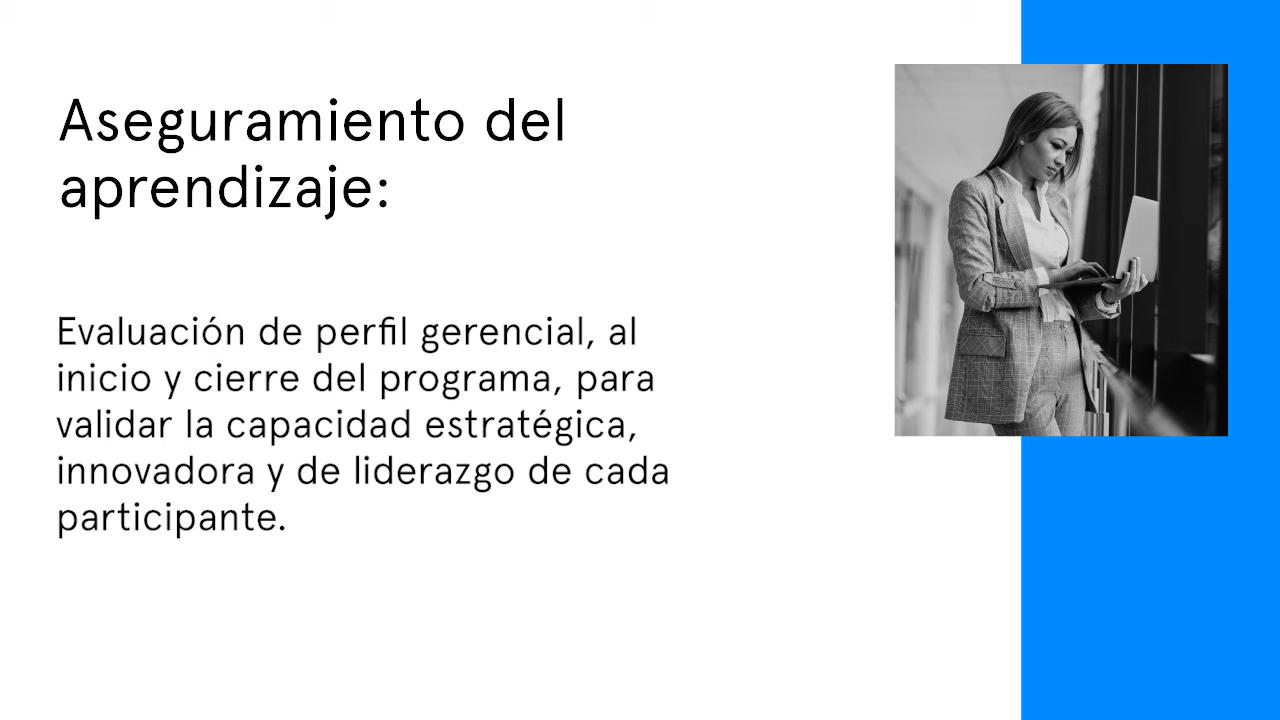 Aseguramiento del
aprendizaje:
Evaluación de perfil gerencial, al
inicio y cierre del programa, para
validar la capacidad estratégica,
innovadora y de liderazgo de cada
participante.